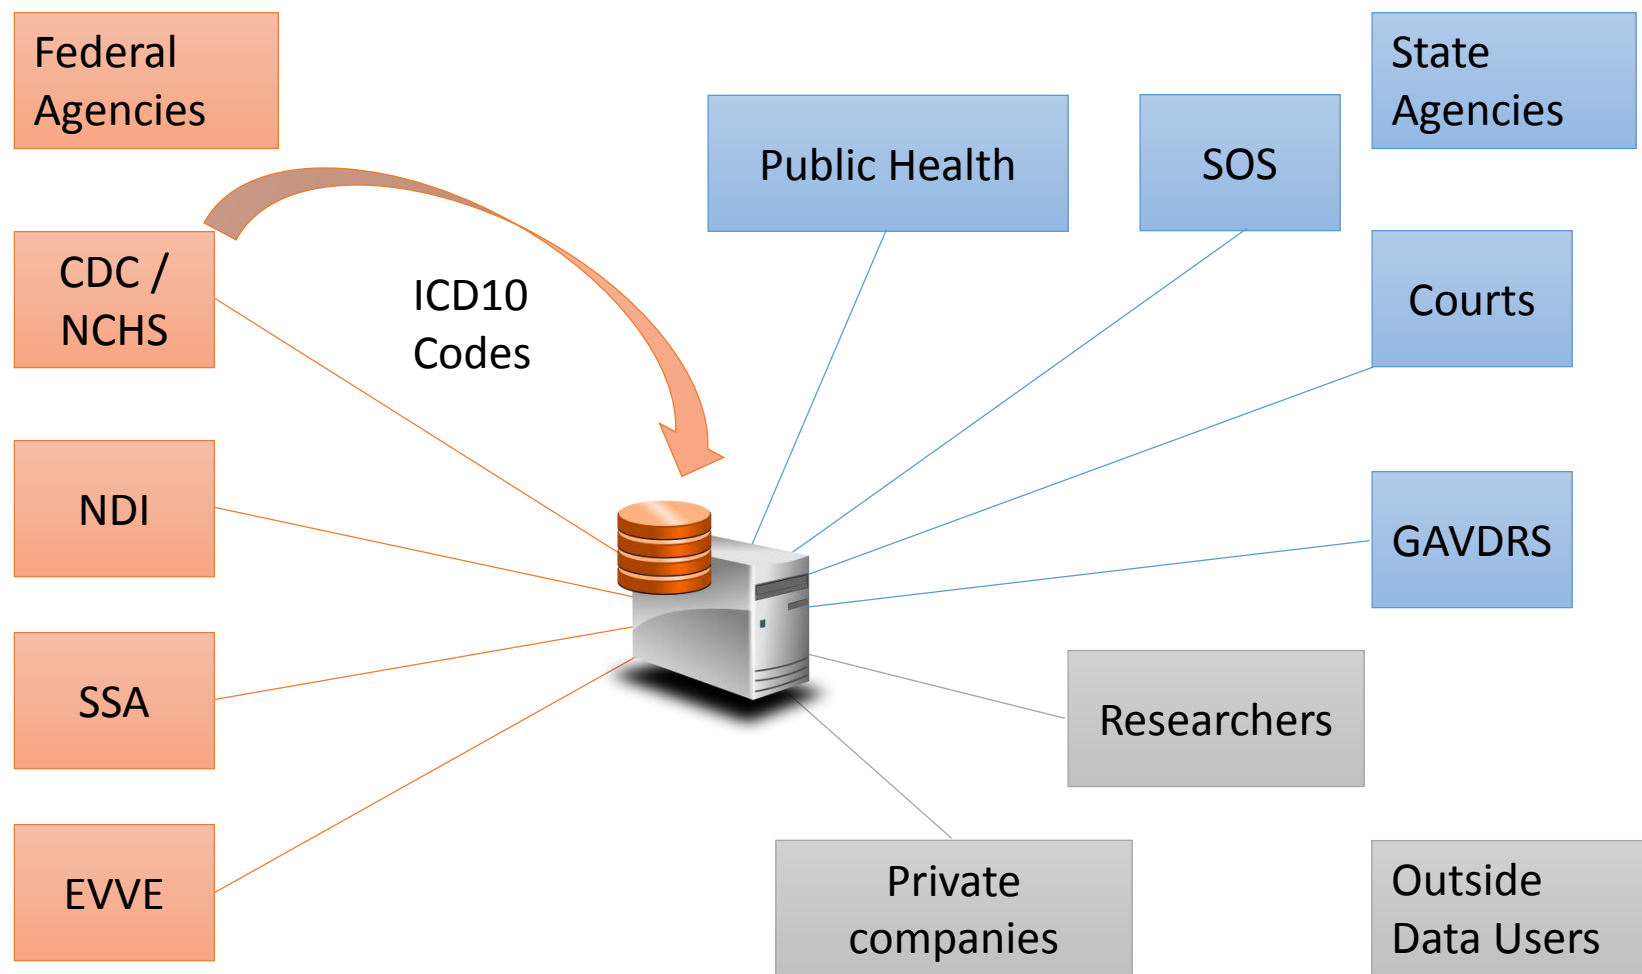 Federal
Agencies
State
Agencies
Public Health
SOS
CDC /
NCHS
ICD10
Codes
Courts
NDI
GAVDRS
SSA
Researchers
EVVE
Private
companies
Outside
Data Users